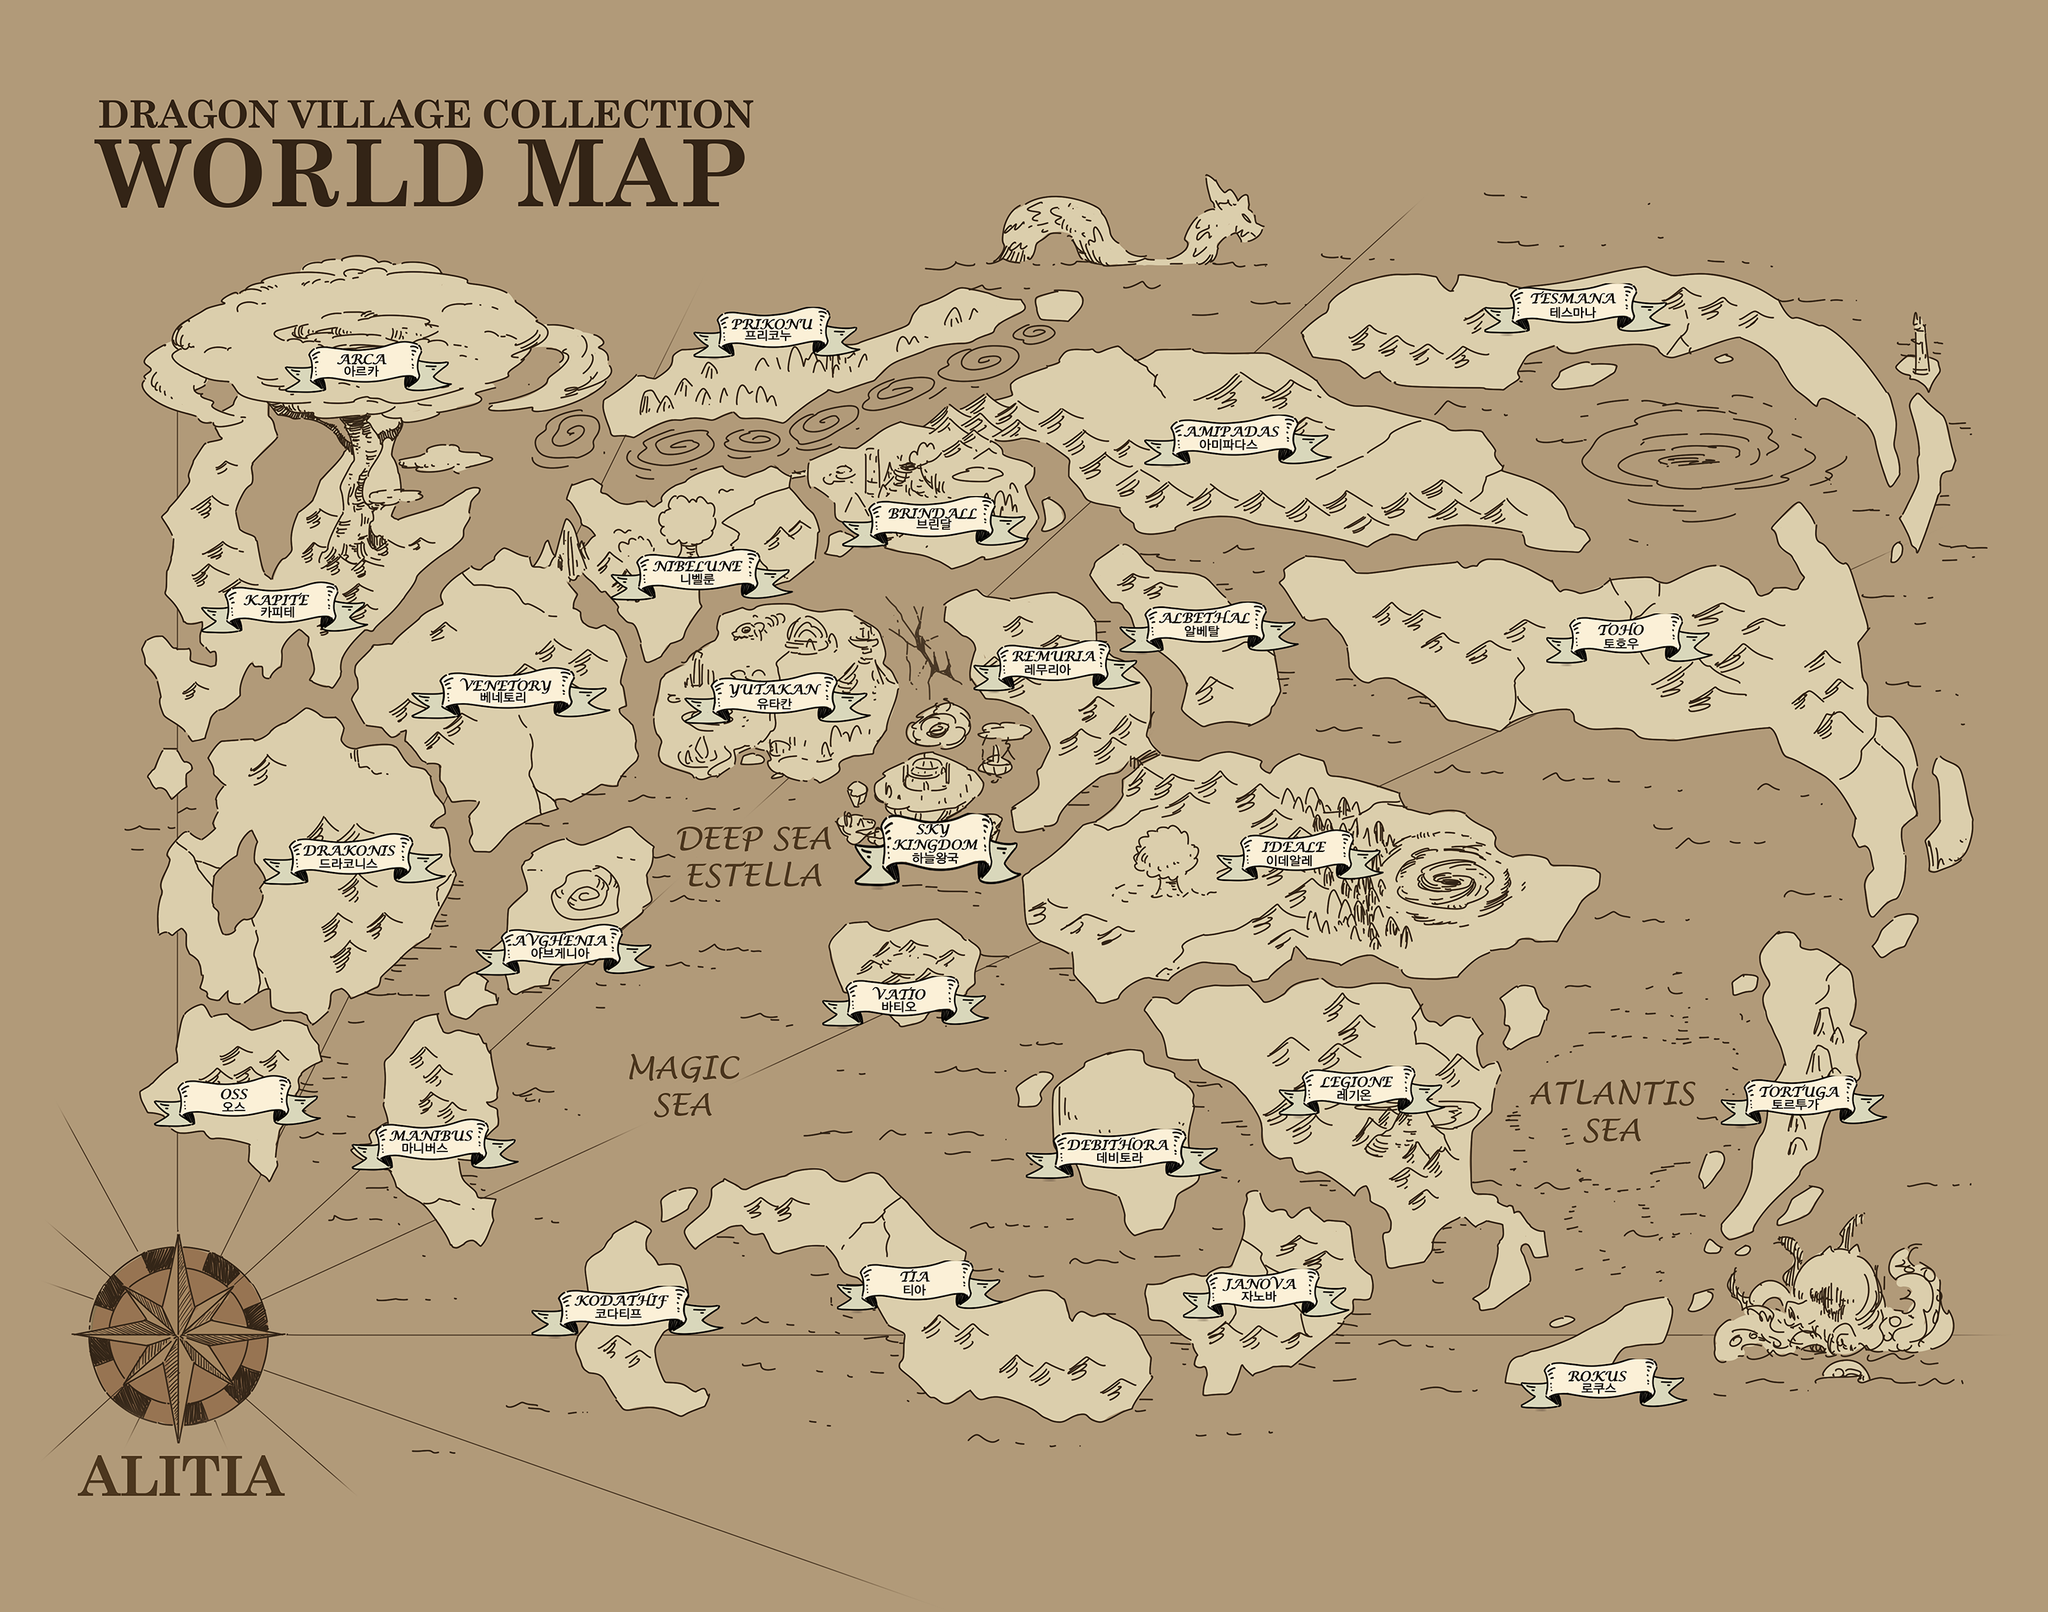 DRAGON VILLAGE COLLECTION
WORLD MAP
ARCA
아르카
PRIKONU
프리코누
TESMANA
테스마나
AMIPADAS
아미파다스
BRINDALL
브린달
NIBELUNE
니벨룬
KAPITE
카피테
ALBETHAL
알베탈
TOHO
토호우
REMURIA
레무리아
VENETORY
베네토리
YUTAKAN
유타칸
DRAKONIS
드라코니스
DEEP SEA
ESTELLA
SKY
KINGDOM
하늘왕국
IDEALE
이데알레
AVGHENIA
아브게니아
VATIO
바티오
OSS
오스
MANIBUS
마니버스
MAGIC
SEA
LEGIONE
레기온
ATLANTIS
SEA
TORTUGA
토르투가
DEBITHORA
데비토라
KODATHIF
코다티프
TIA
티아
JANOVA
자노바
ROKUS
로쿠스
ALITIA